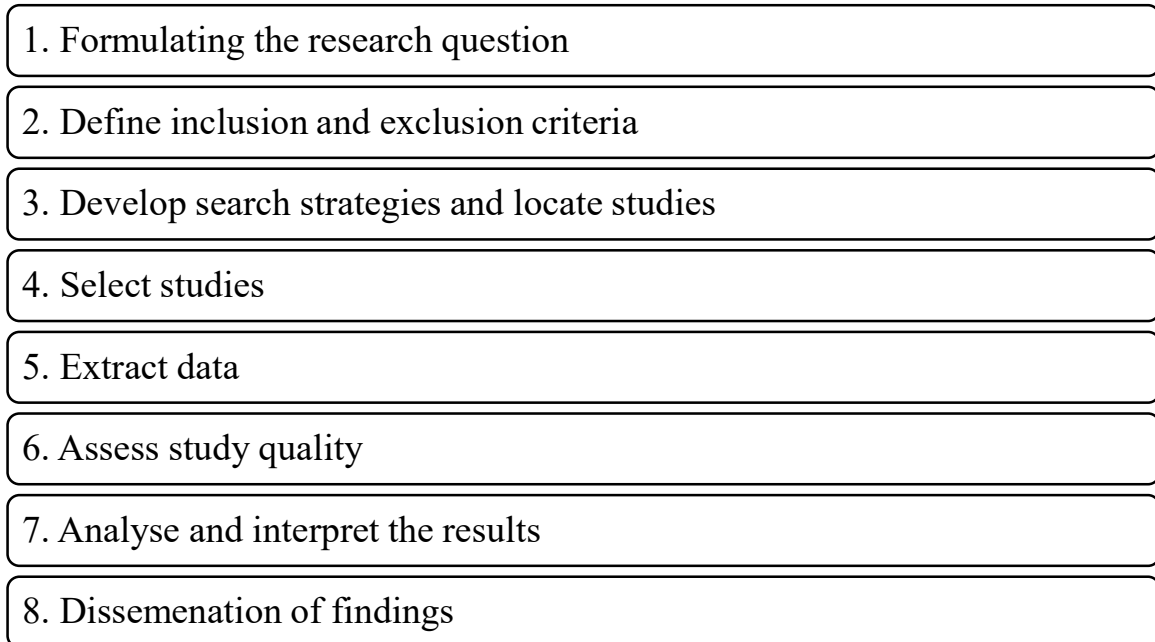 1. Formulating the research question
2. Define inclusion and exclusion criteria
3. Develop search strategies and locate studies
4. Select studies
5. Extract data
6. Assess study quality
7. Analyse and interpret the results
8. Dissemenation of findings